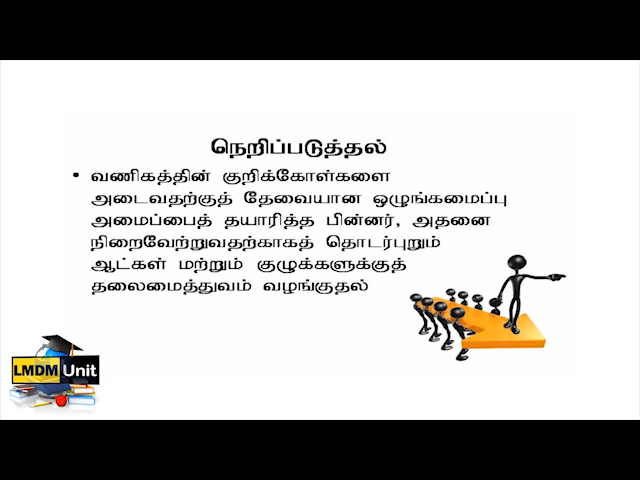 நெறிப்படுத்தல்
• வணிகத்தின் குறிக்கோள்களை
அடைவதற்குத் தேவையான ஒழுங்கமைப்பு
அமைப்பைத் தயாரித்த பின்னர், அதனை
நிறைவேற்றுவதற்காகத் தொடர்புறும்
ஆட்கள் மற்றும் குழுக்களுக்குத்
தலைமைத்துவம் வழங்குதல்
LMDM Unit